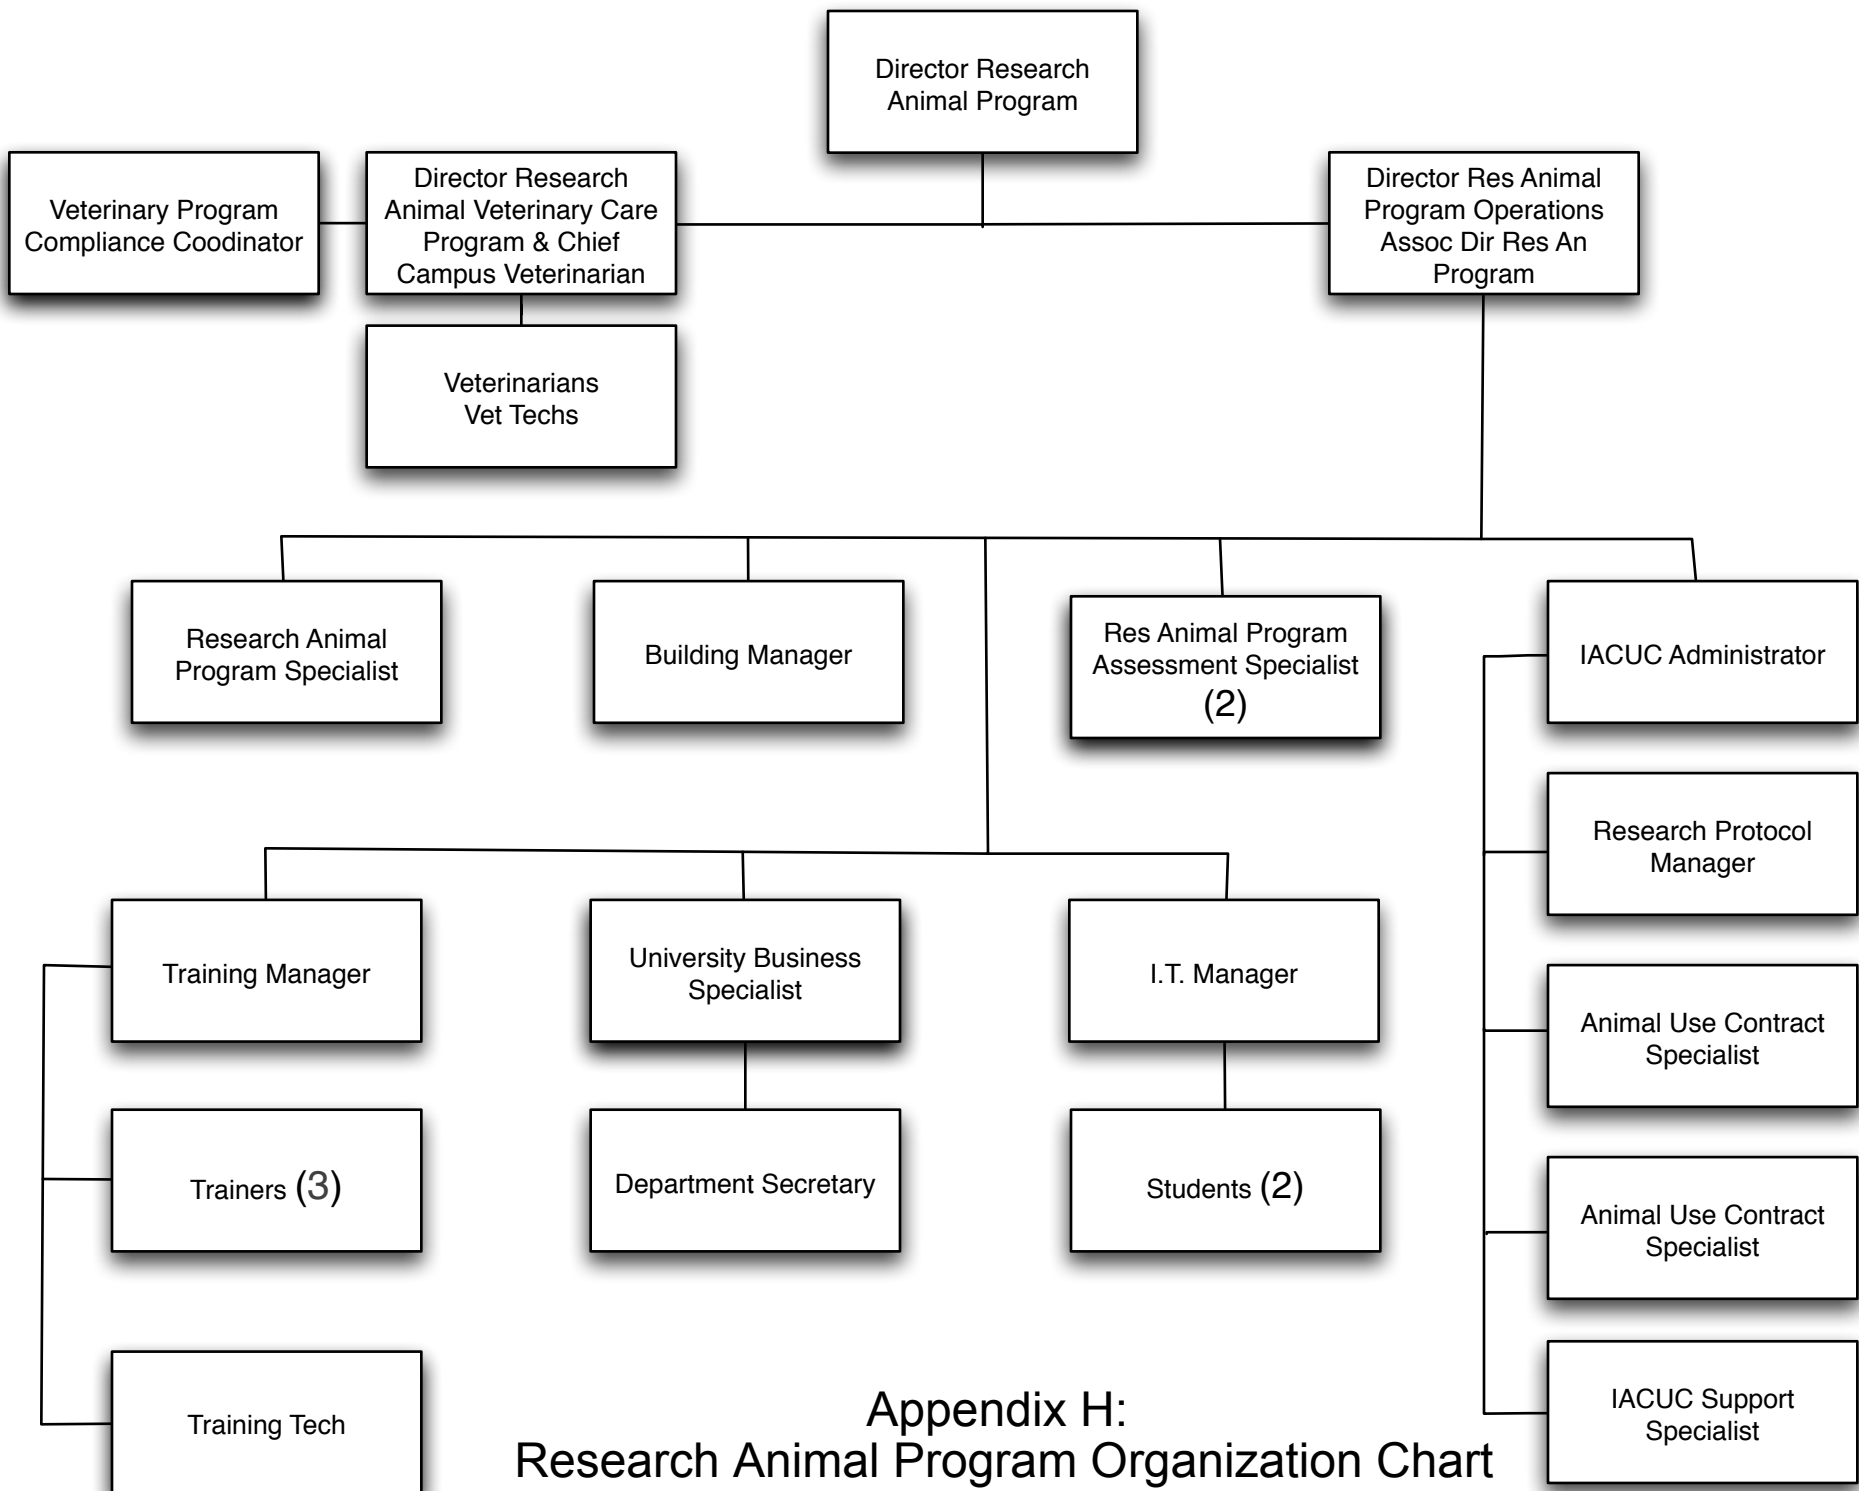 Director Research
Animal Program
Veterinary Program
Compliance Coodinator
Director Research
Animal Veterinary Care
Program & Chief
Campus Veterinarian
Director Res Animal
Program Operations
Assoc Dir Res An
Program
Veterinarians
Vet Techs
Research Animal
Program Specialist
Building Manager
Res Animal Program
Assessment Specialist
(2)
IACUC Administrator
Research Protocol
Manager
Training Manager
University Business
Specialist
I.T. Manager
Animal Use Contract
Specialist
Trainers (3)
Department Secretary
Students (2)
Animal Use Contract
Specialist
Training Tech
IACUC Support
Specialist
Appendix H:
Research Animal Program Organization Chart